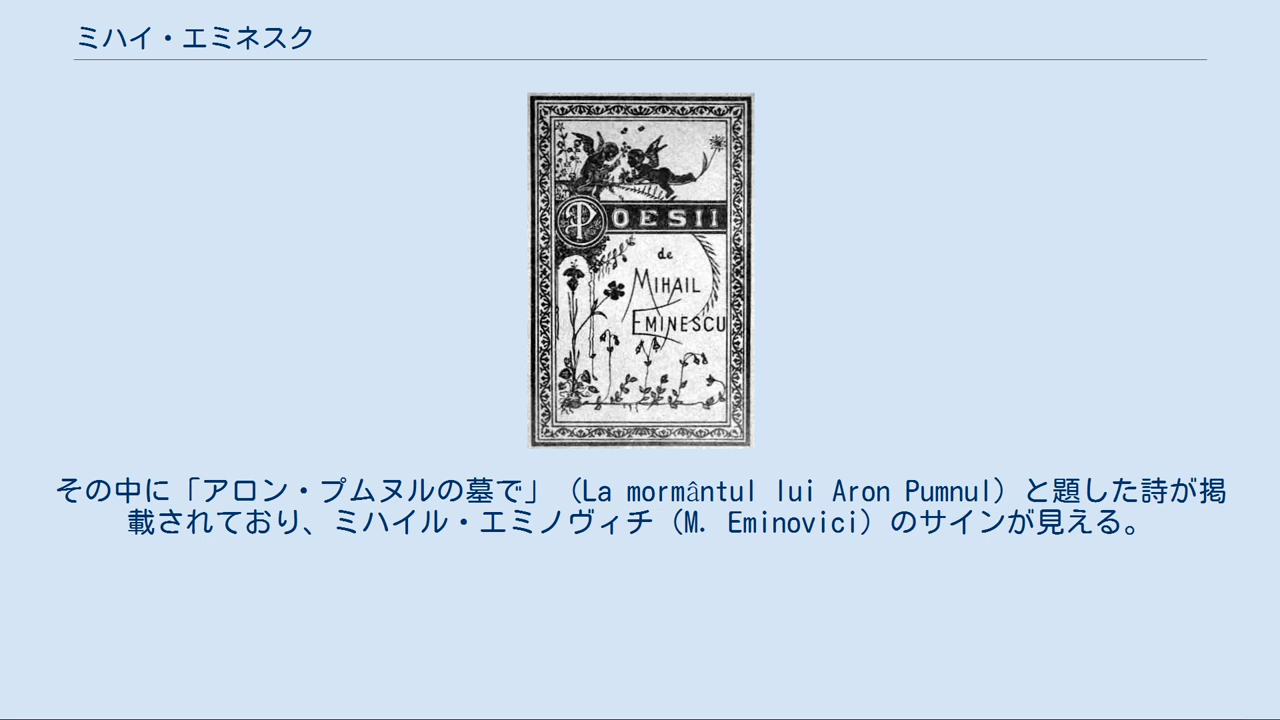 ミハイ・エミネスク
POESII
de
MIHAIL
EMINESCU
その中に「アロン・プムヌルの墓で」（La mormântul lui Aron Pumnul）と題した詩が掲
載されており、ミハイル・エミノヴィチ（M. Eminovici）のサインが見える。